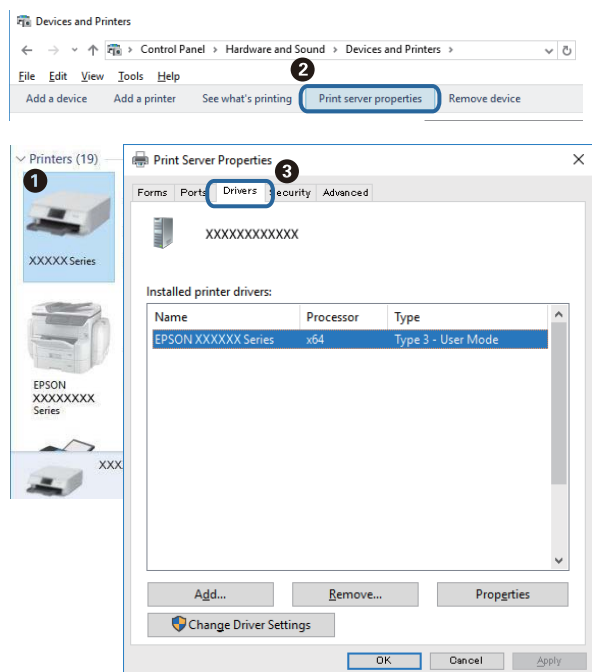 Devices and Printers
Control Panel > Hardware and Sound > Devices and Printers >
File Edit View Tools Help
2
Add a device Add a printer See what's printing Print server properties Remove device
Printers (19)
1
XXXXX Series
EPSON
XXXXXXXX
Series
XXX
Print Server Properties
3
Forms Ports Drivers ecurity Advanced
XXXXXXXXXXXX
Installed printer drivers:
Name Processor Type
EPSON XXXXXX Series x64 Type 3 - User Mode
Add... Remove... Properties
Change Driver Settings
OK Cancel Apply